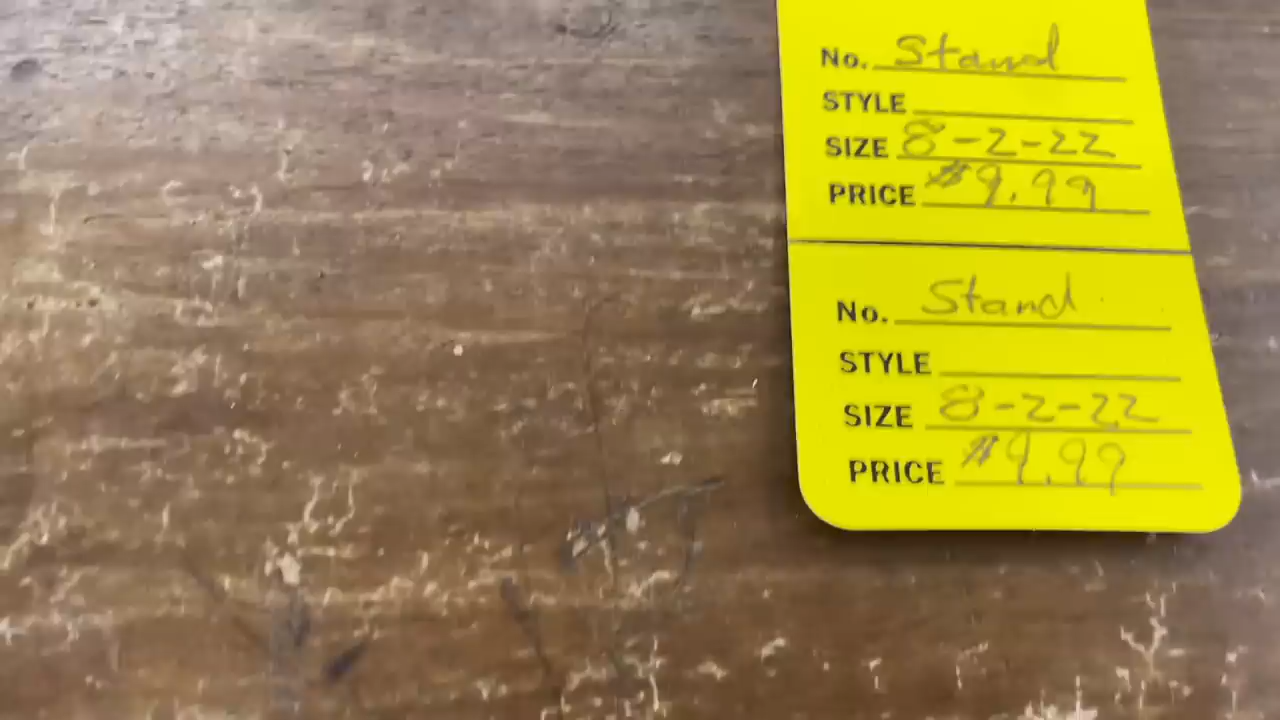 No. Stand
STYLE
SIZE 8-2-22
PRICE $9.99
No. Stand
STYLE
SIZE 8-2-22
PRICE $9.99